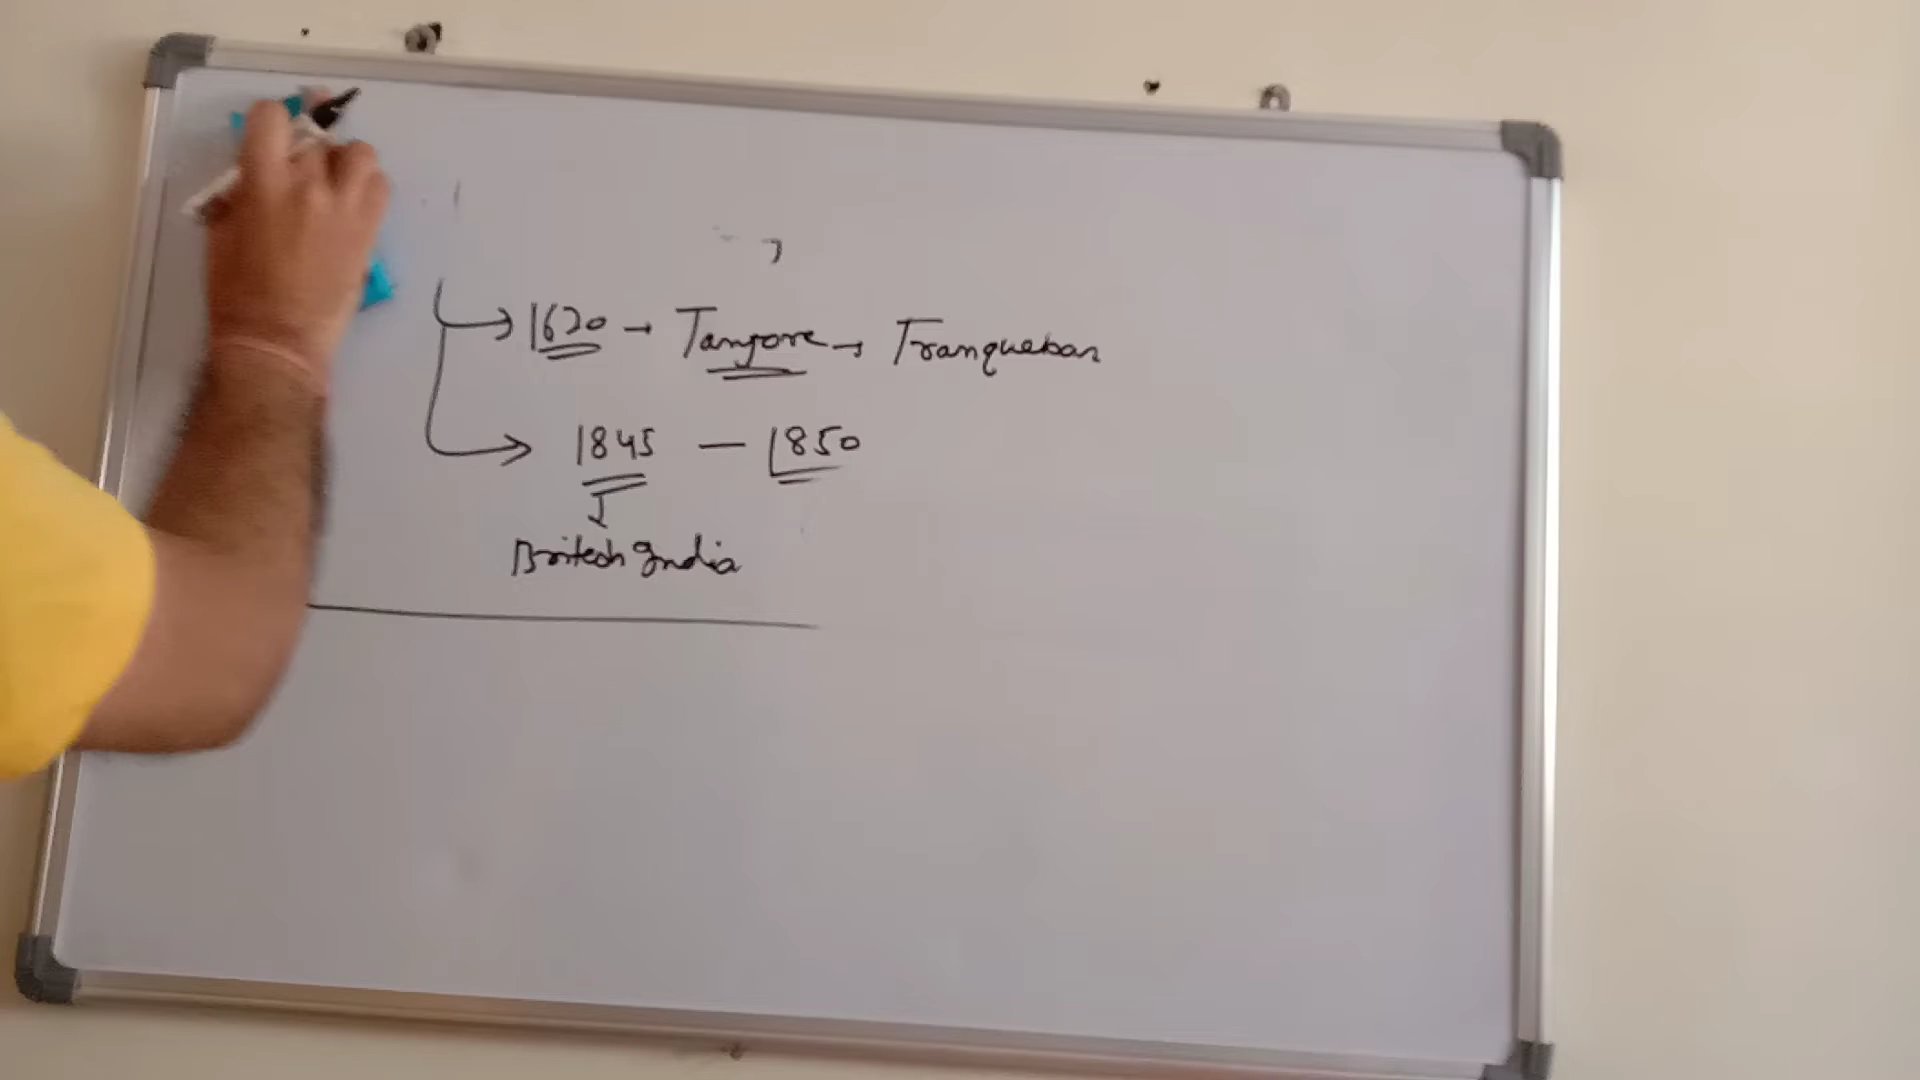 1620 → Tanjore → Tranquebar
1845 — 1850
British India